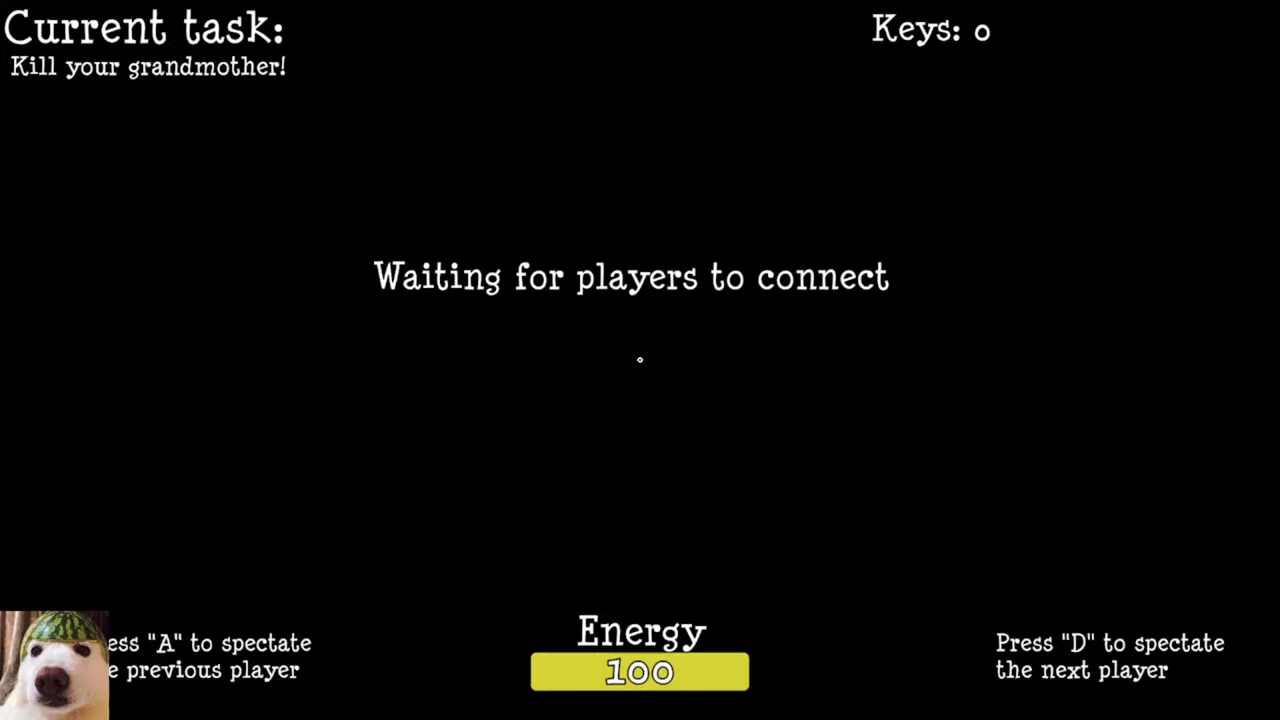 Current task:
Kill your grandmother!
Keys: 0
Waiting for players to connect
ess "A" to spectate
e previous player
Energy
100
Press "D" to spectate
the next player